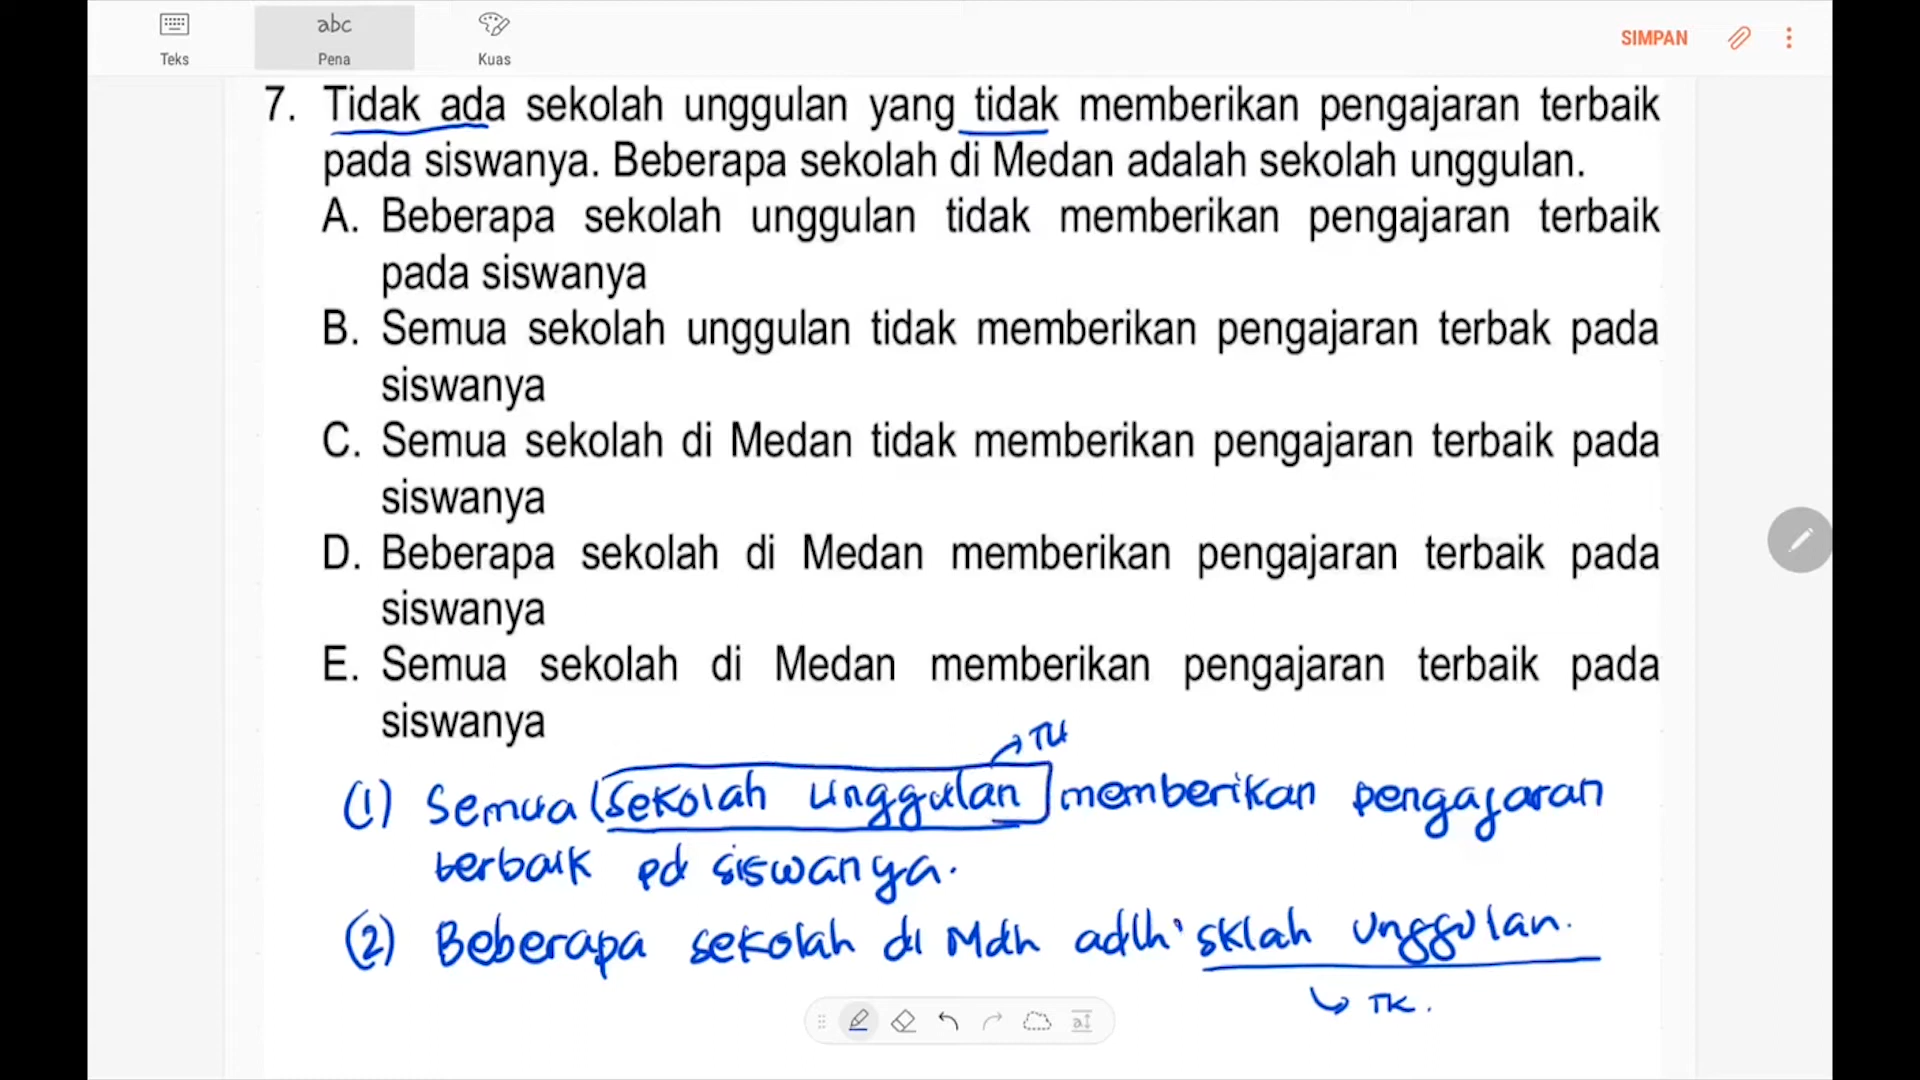 Teks
abc
Pena
Kuas
SIMPAN
7. Tidak ada sekolah unggulan yang tidak memberikan pengajaran terbaik
pada siswanya. Beberapa sekolah di Medan adalah sekolah unggulan.
A. Beberapa sekolah unggulan tidak memberikan pengajaran terbaik
pada siswanya
B. Semua sekolah unggulan tidak memberikan pengajaran terbak pada
siswanya
C. Semua sekolah di Medan tidak memberikan pengajaran terbaik pada
siswanya
D. Beberapa sekolah di Medan memberikan pengajaran terbaik pada
siswanya
E. Semua sekolah di Medan memberikan pengajaran terbaik pada
siswanya
(1) Semua sekolah unggulan memberikan pengajaran
terbaik pd siswanya.
(2) Beberapa sekolah di Mdn adlh sklah unggulan.
TK.